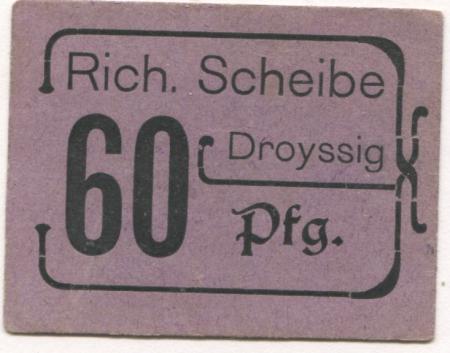 Rich. Scheibe
60
Droyssig
Pfg.